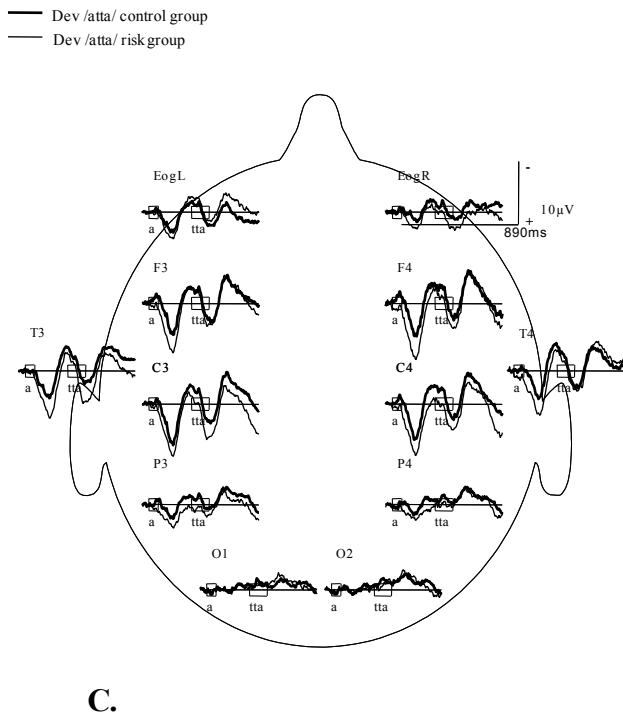 Dev /atta/ control group
Dev /atta/ risk group
EogL
EogR
-
a
tta
+
10µV
890ms
F3
F4
a
tta
a
tta
T3
T4
C3
C4
a
tta
a
tta
a
tta
a
tta
P3
P4
a
tta
a
tta
O1
O2
a
tta
a
tta
C.